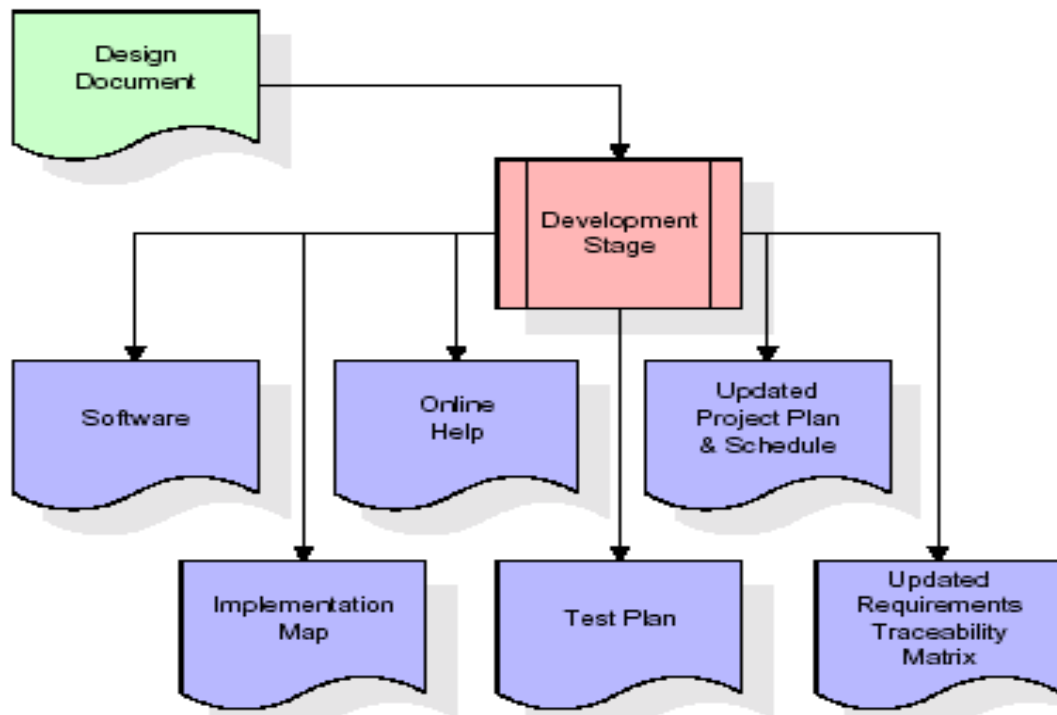 Design
Document
Development
Stage
Software
Online
Help
Updated
Project Plan
& Schedule
Implementation
Map
Test Plan
Updated
Requirements
Traceability
Matrix